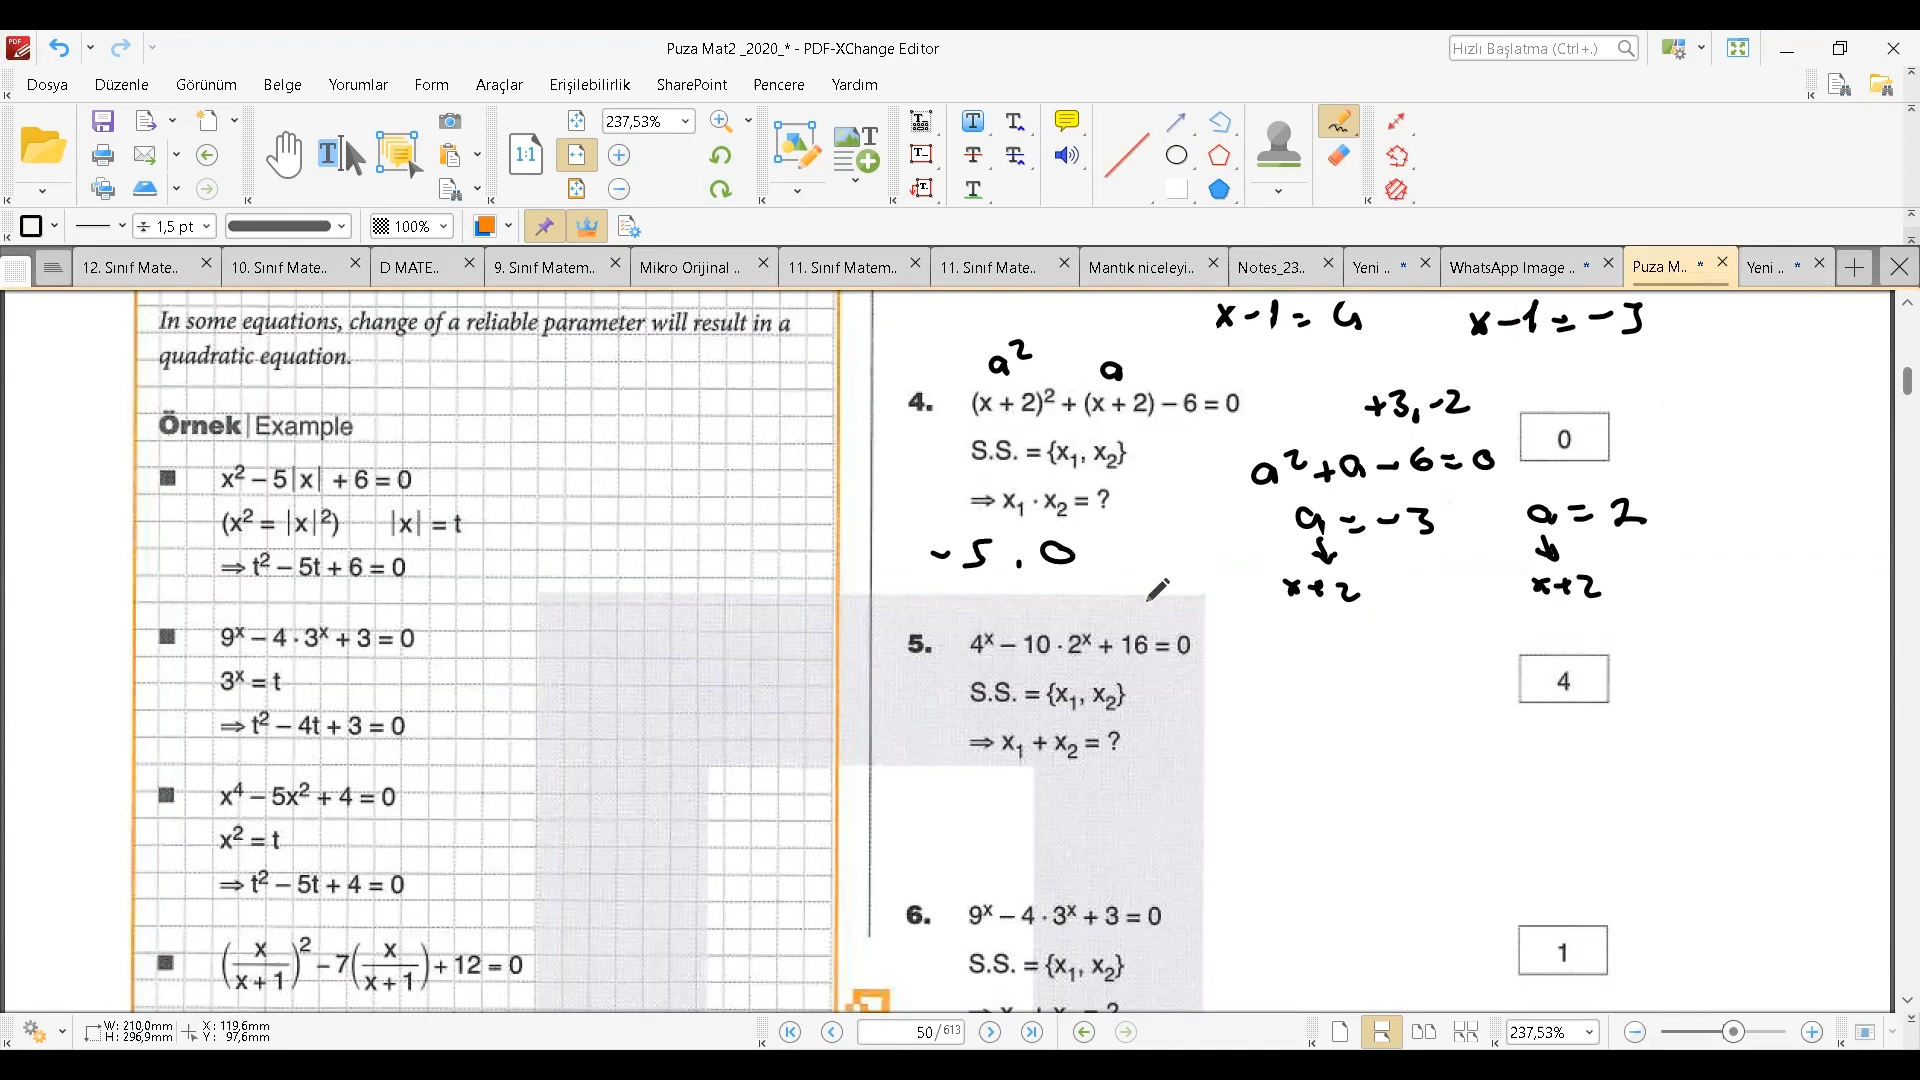 Puza Mat2 _2020_* - PDF-XChange Editor
Hızlı Başlatma (Ctrl+.)
Dosya Düzenle Görünüm Belge Yorumlar Form Araçlar Erişilebilirlik SharePoint Pencere Yardım
237,53%
1:1
1,5 pt
100%
12. Sınıf Mate.. 10. Sınıf Mate.. D MATE.. 9. Sınıf Matem.. Mikro Orijinal .. 11. Sınıf Matem.. 11. Sınıf Mate.. Mantık niceleyi.. Notes_23.. Yeni .. * WhatsApp Image .. * Puza M.. * Yeni .. *
In some equations, change of a reliable parameter will result in a
quadratic equation.
Örnek | Example
x² – 5|x| + 6 = 0
(x² = |x|²) |x| = t
⇒ t² – 5t + 6 = 0
9ˣ – 4 · 3ˣ + 3 = 0
3ˣ = t
⇒ t² – 4t + 3 = 0
x⁴ – 5x² + 4 = 0
x² = t
⇒ t² – 5t + 4 = 0
(x/(x + 1))² – 7(x/(x + 1)) + 12 = 0
x-1= 4 x-1= -3
a² a
4. (x + 2)² + (x + 2) – 6 = 0
S.S. = {x₁, x₂}
⇒ x₁ · x₂ = ?
-5 . 0
+3, -2
a²+a-6=0
a = -3 a = 2
x+2 x+2
0
5. 4ˣ – 10 · 2ˣ + 16 = 0
S.S. = {x₁, x₂}
⇒ x₁ + x₂ = ?
4
6. 9ˣ – 4 · 3ˣ + 3 = 0
S.S. = {x₁, x₂}
1
W: 210,0mm X: 119,6mm
H: 296,9mm Y: 97,6mm
50 / 613
237,53%